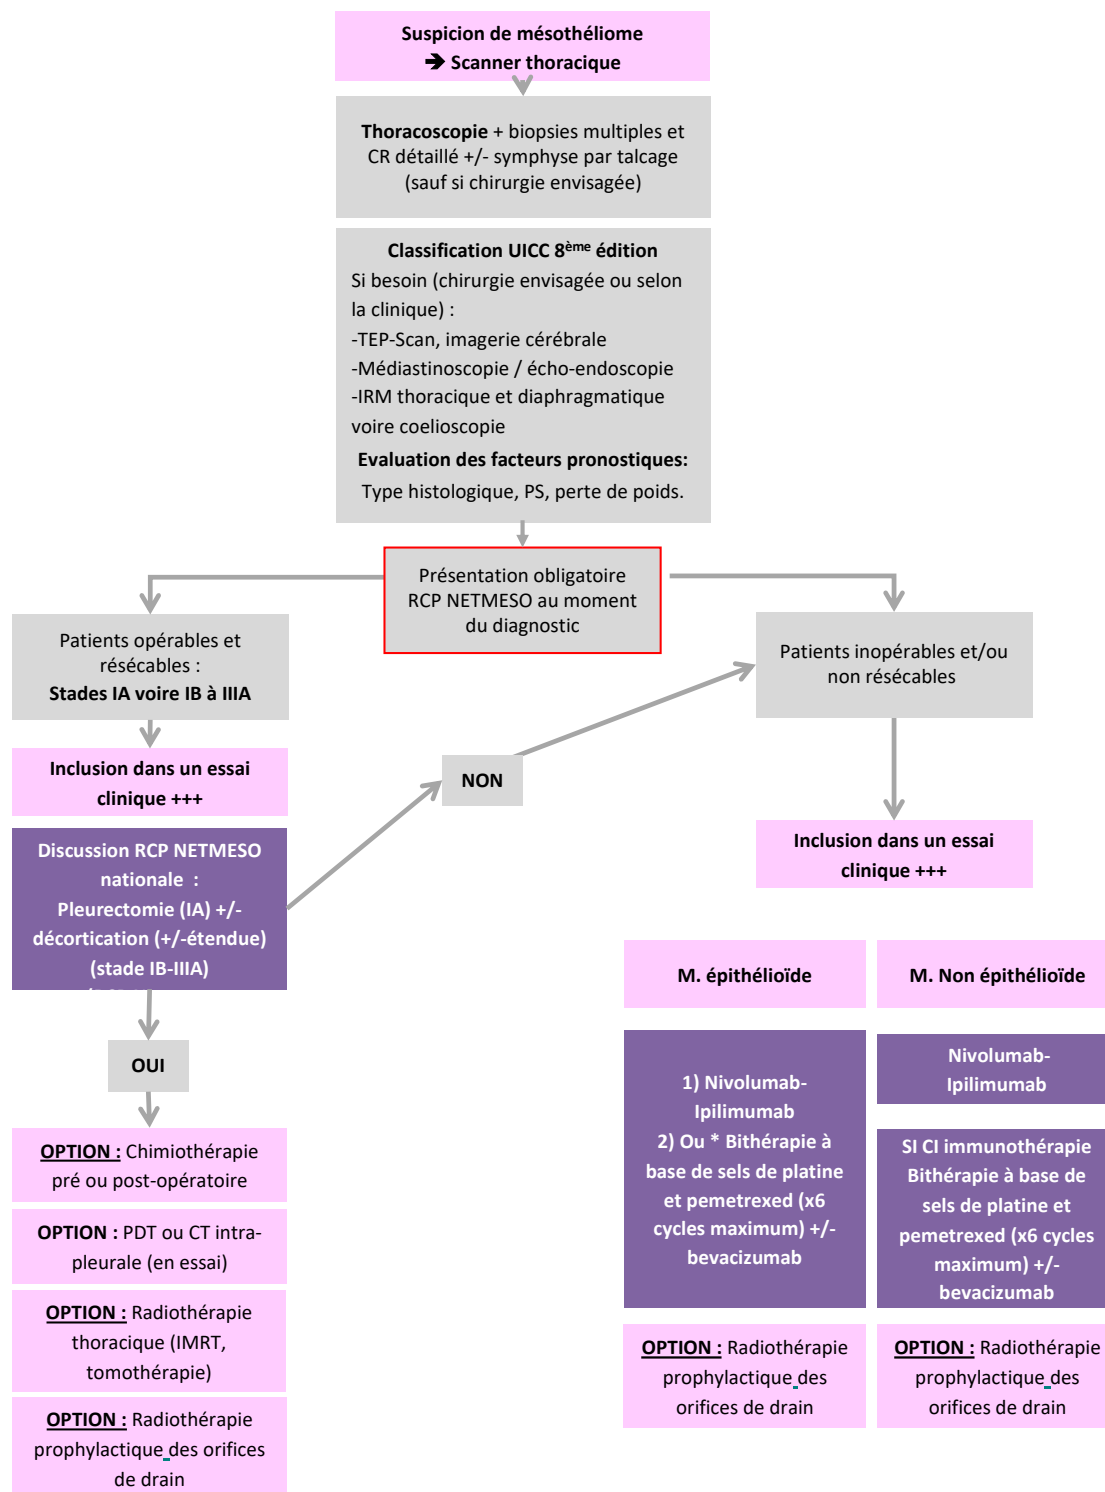 Suspicion de mésothéliome
➔ Scanner thoracique
Thoracoscopie + biopsies multiples et
CR détaillé +/- symphyse par talcage
(sauf si chirurgie envisagée)
Classification UICC 8ème édition
Si besoin (chirurgie envisagée ou selon
la clinique) :
-TEP-Scan, imagerie cérébrale
-Médiastinoscopie / écho-endoscopie
-IRM thoracique et diaphragmatique
voire coelioscopie
Evaluation des facteurs pronostiques:
Type histologique, PS, perte de poids.
Présentation obligatoire
RCP NETMESO au moment
du diagnostic
Patients opérables et
résécables :
Stades IA voire IB à IIIA
Inclusion dans un essai
clinique +++
Discussion RCP NETMESO
nationale :
Pleurectomie (IA) +/-
décortication (+/-étendue)
(stade IB-IIIA)
NON
OUI
OPTION : Chimiothérapie
pré ou post-opératoire
OPTION : PDT ou CT intra-
pleurale (en essai)
OPTION : Radiothérapie
thoracique (IMRT,
tomothérapie)
OPTION : Radiothérapie
prophylactique des orifices
de drain
Patients inopérables et/ou
non résécables
Inclusion dans un essai
clinique +++
M. épithélioïde
1) Nivolumab-
Ipilimumab
2) Ou * Bithérapie à
base de sels de platine
et pemetrexed (x6
cycles maximum) +/-
bevacizumab
OPTION : Radiothérapie
prophylactique des
orifices de drain
M. Non épithélioïde
Nivolumab-
Ipilimumab
SI CI immunothérapie
Bithérapie à base de
sels de platine et
pemetrexed (x6 cycles
maximum) +/-
bevacizumab
OPTION : Radiothérapie
prophylactique des
orifices de drain